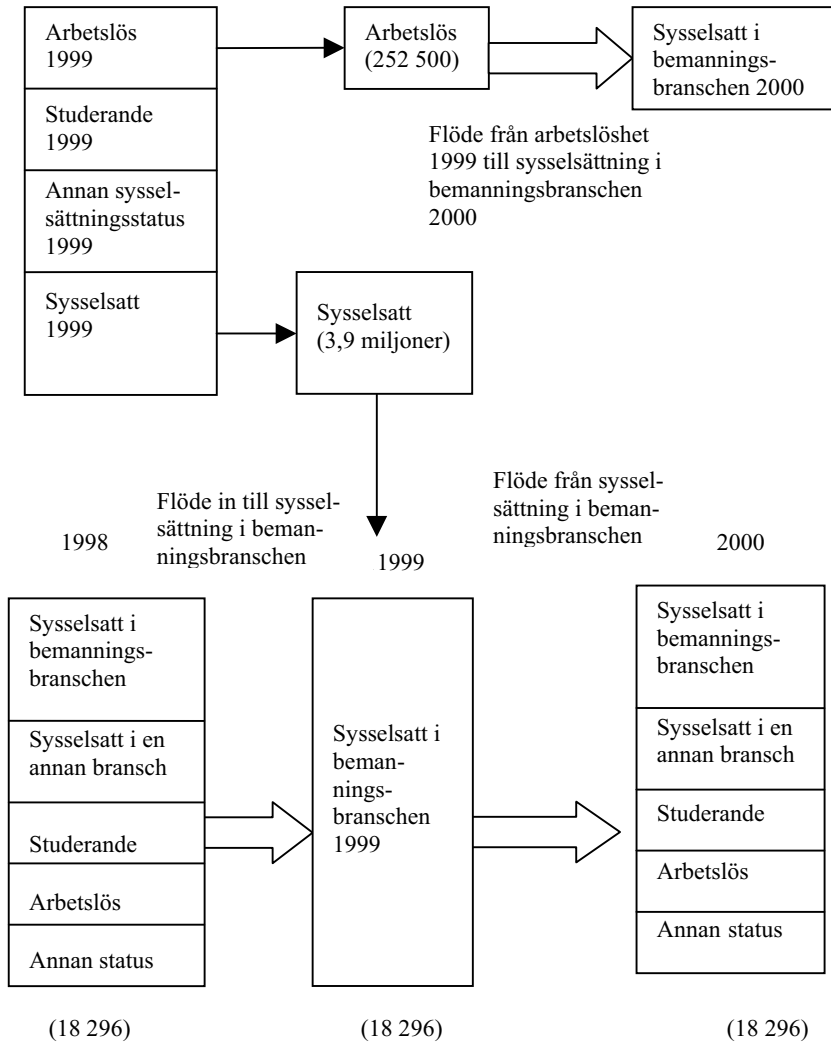 Arbetslös
1999
Studerande
1999
Annan syssel-
sättningsstatus
1999
Sysselsatt
1999
Arbetslös
(252 500)
Sysselsatt i
bemannings-
branschen 2000
Flöde från arbetslöshet
1999 till sysselsättning i
bemanningsbranschen
2000
Sysselsatt
(3,9 miljoner)
Flöde in till syssel-
sättning i beman-
ningsbranschen
Flöde från syssel-
sättning i beman-
ningsbranschen
1998
1999
2000
Sysselsatt i
bemannings-
branschen
Sysselsatt i en
annan bransch
Studerande
Arbetslös
Annan status
Sysselsatt i
beman-
nings-
branschen
1999
Sysselsatt i
bemannings-
branschen
Sysselsatt i en
annan bransch
Studerande
Arbetslös
Annan status
(18 296)
(18 296)
(18 296)